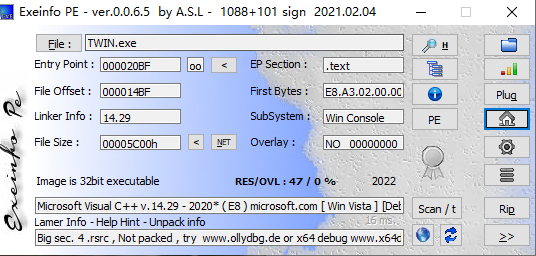 Exeinfo PE - ver.0.0.6.5 by A.S.L - 1088+101 sign 2021.02.04
File : TWIN.exe H
Entry Point : 000020BF oo < EP Section : .text
File Offset : 000014BF First Bytes : E8.A3.02.00.00 Plug
Linker Info : 14.29 SubSystem : Win Console PE
File Size : 00005C00h < NET Overlay : NO 00000000
Image is 32bit executable RES/OVL : 47 / 0 % 2022
Microsoft Visual C++ v.14.29 - 2020* ( E8 ) microsoft.com [ Win Vista ] [Det Scan / t Rip
Lamer Info - Help Hint - Unpack info 16 ms.
Big sec. 4 .rsrc , Not packed , try www.ollydbg.de or x64 debug www.x64c >>
Exeinfo Pe